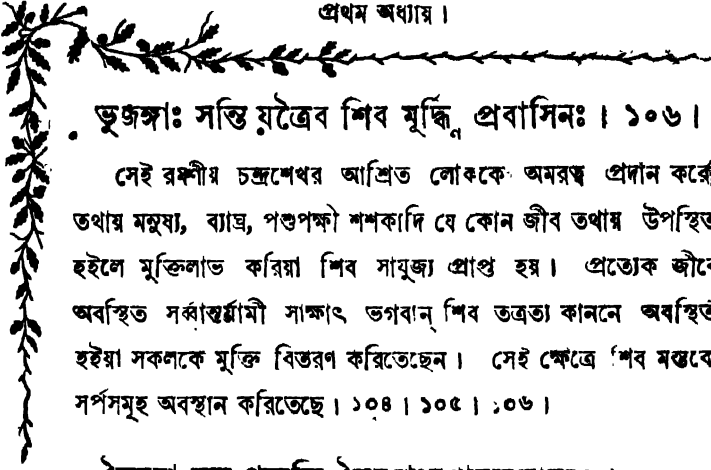 প্রথম অধ্যায়।
ভুজঙ্গাঃ সন্তি যত্রৈব শিব মূর্দ্ধ্নি প্রবাসিনঃ। ১০৬।
সেই রমণীয় চন্দ্রশেখর আশ্রিত লোককে অমরত্ব প্রদান করে
তথায় মনুষ্য, ব্যাঘ্র, পশুপক্ষী শশকাদি যে কোন জীব তথায় উপস্থিত
হইলে মুক্তিলাভ করিয়া শিব সাযুজ্য প্রাপ্ত হয়। প্রত্যেক জীবে
অবস্থিত সর্ব্বান্তর্যামী সাক্ষাৎ ভগবান্ শিব তত্রত্য কাননে অবস্থিত
হইয়া সকলকে মুক্তি বিতরণ করিতেছেন। সেই ক্ষেত্রে শিব মস্তকে
সর্পসমূহ অবস্থান করিতেছে। ১০৪। ১০৫। ১০৬।